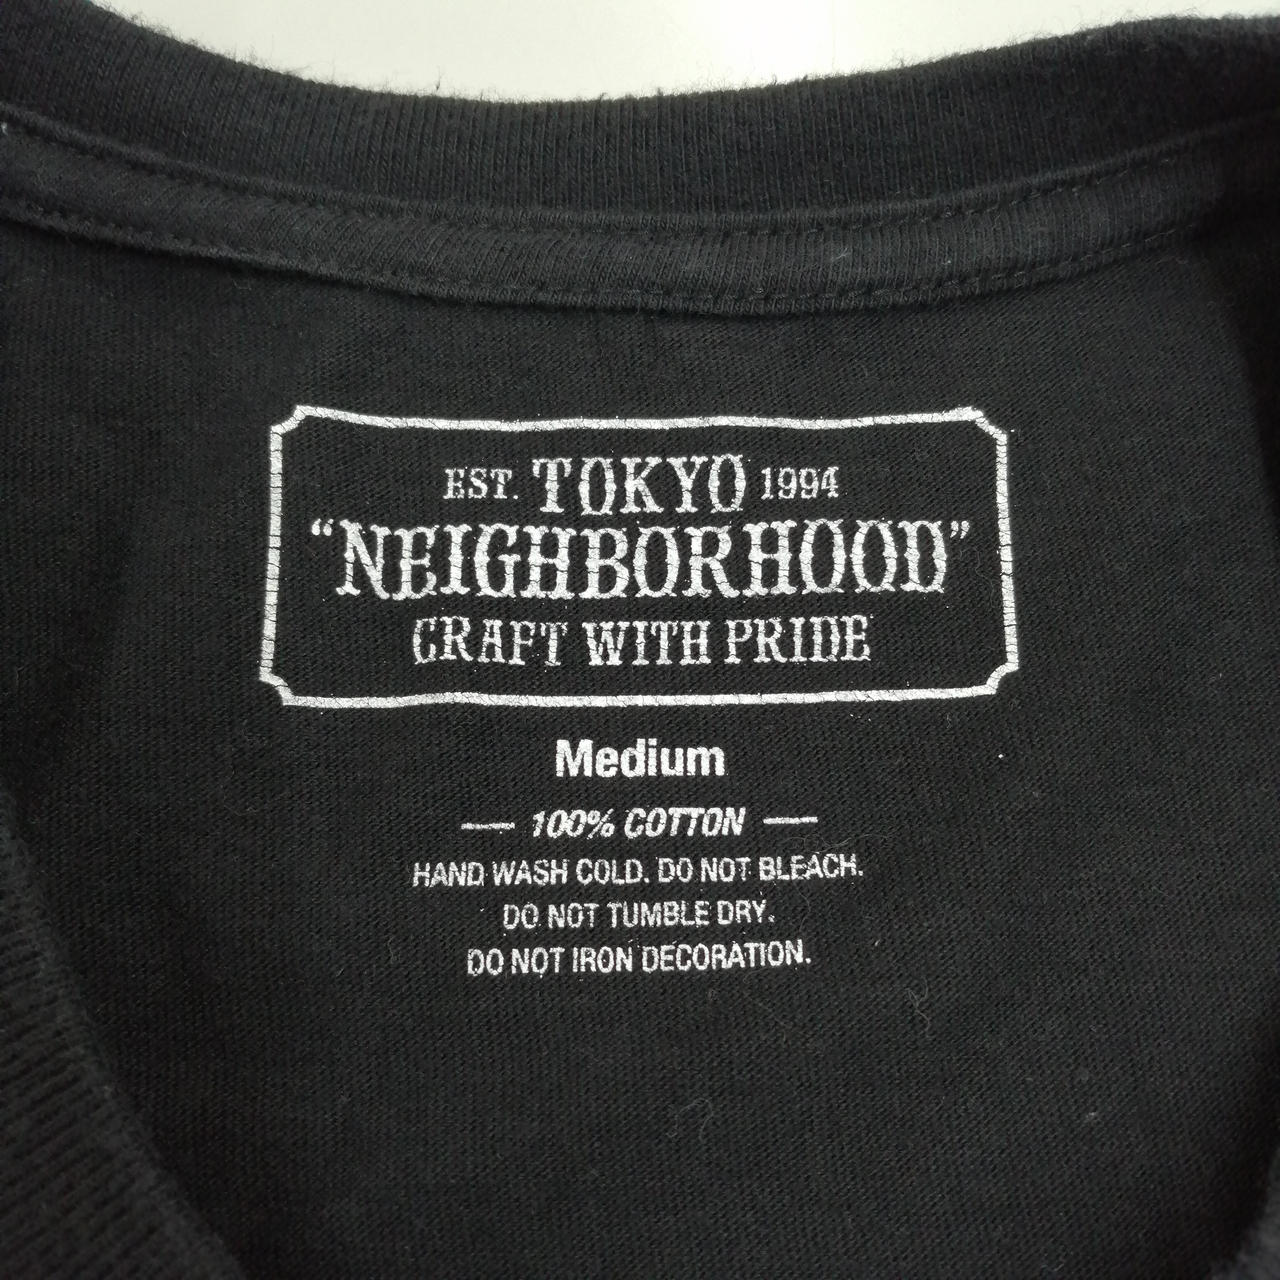 EST. TOKYO 1994
“NEIGHBORHOOD”
CRAFT WITH PRIDE
Medium
— 100% COTTON —
HAND WASH COLD. DO NOT BLEACH.
DO NOT TUMBLE DRY.
DO NOT IRON DECORATION.